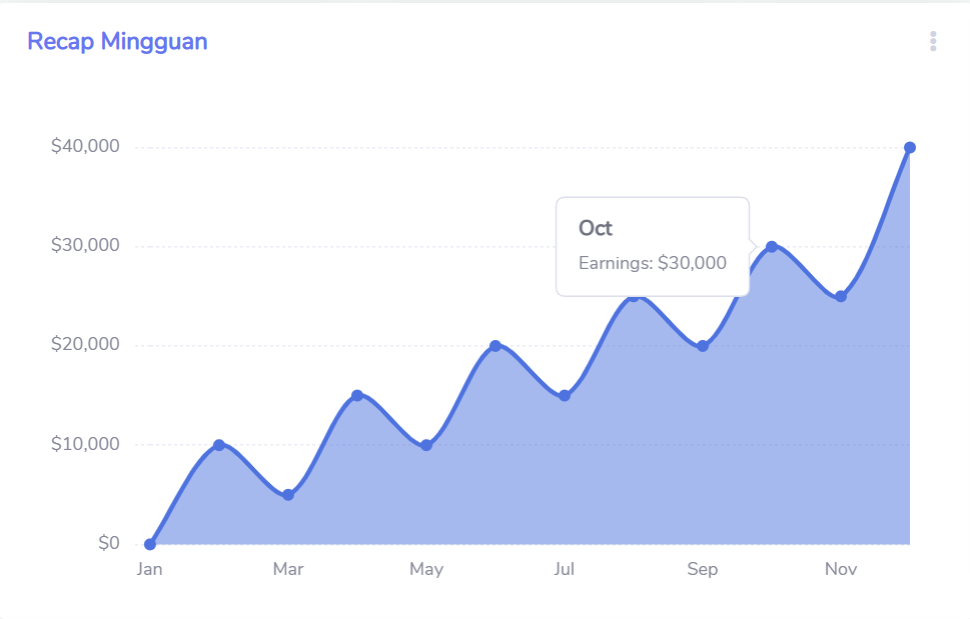 Recap Mingguan
$40,000
$30,000
$20,000
$10,000
$0
Oct
Earnings: $30,000
Jan Mar May Jul Sep Nov